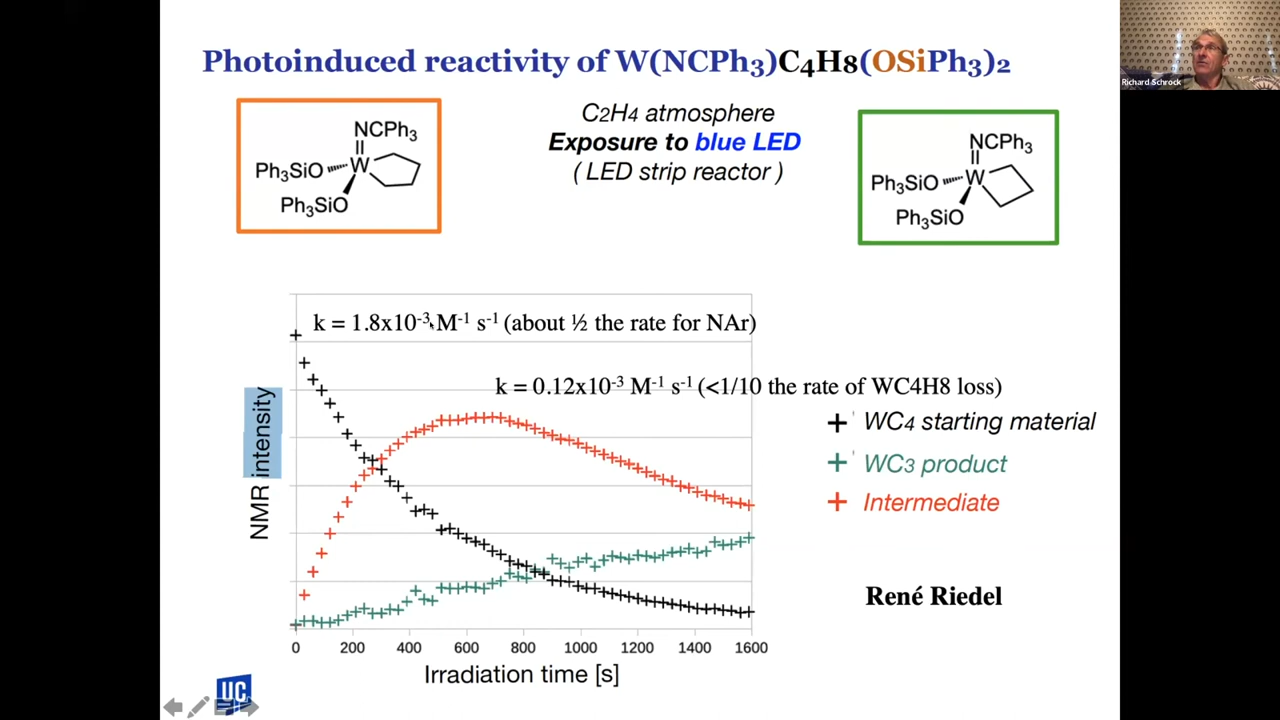 Photoinduced reactivity of W(NCPh3)C4H8(OSiPh3)2
Richard Schrock
C2H4 atmosphere
Exposure to blue LED
( LED strip reactor )
NCPh3
Ph3SiO
W
Ph3SiO
NCPh3
Ph3SiO
W
Ph3SiO
k = 1.8x10-3 M-1 s-1 (about ½ the rate for NAr)
k = 0.12x10-3 M-1 s-1 (<1/10 the rate of WC4H8 loss)
WC4 starting material
WC3 product
Intermediate
NMR intensity
René Riedel
0 200 400 600 800 1000 1200 1400 1600
Irradiation time [s]
UC